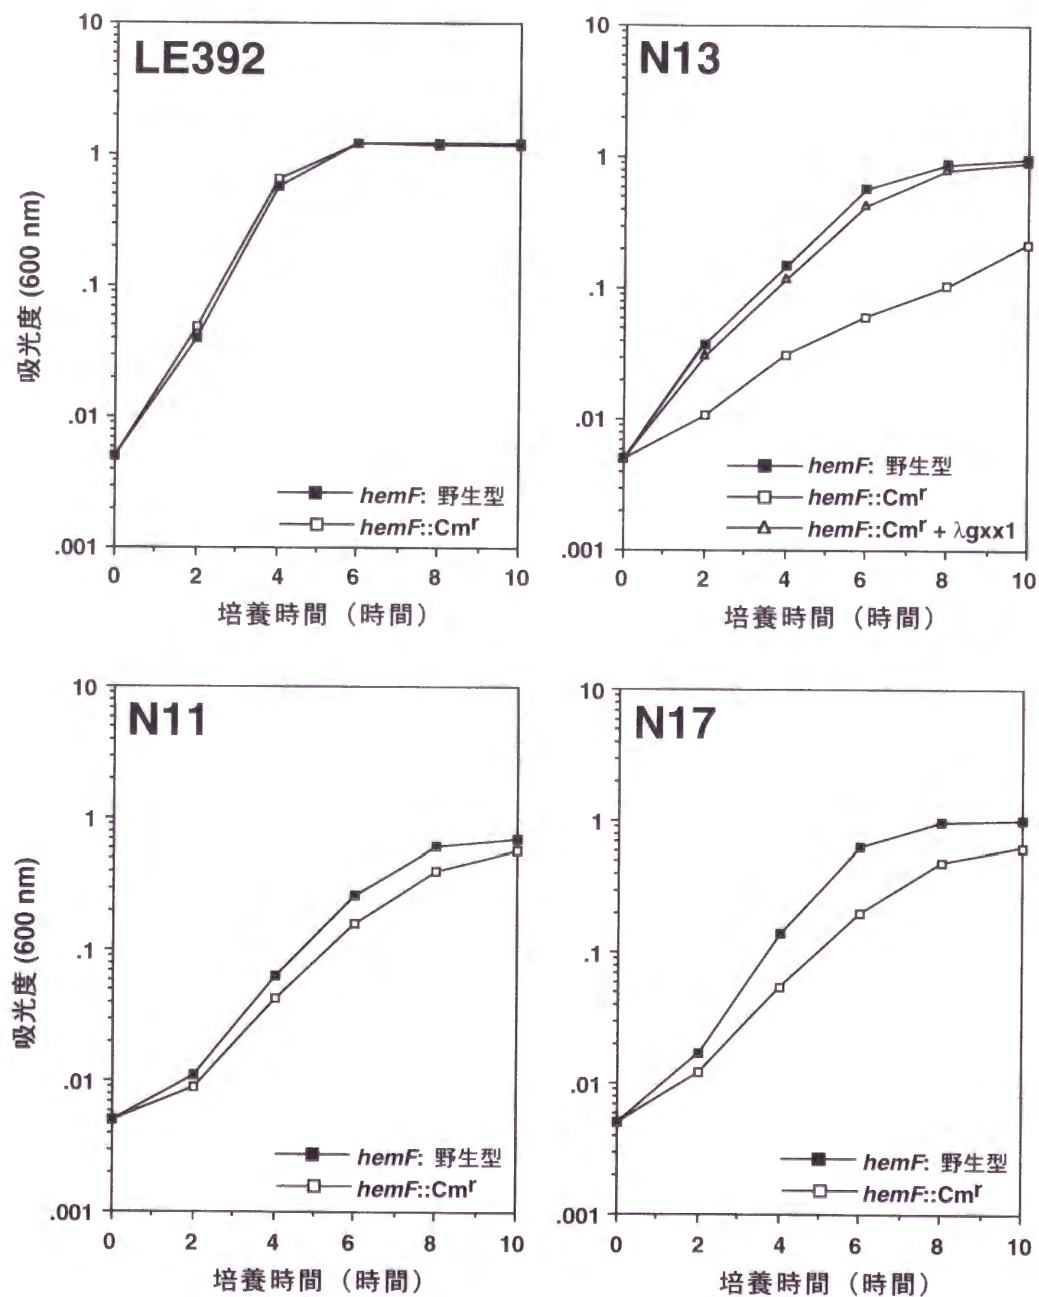 LE392
10
1
.1
.01
.001
吸光度 (600 nm)
hemF: 野生型
hemF::Cmr
0 2 4 6 8 10
培養時間（時間）
N13
10
1
.1
.01
.001
hemF: 野生型
hemF::Cmr
hemF::Cmr + λgxx1
0 2 4 6 8 10
培養時間（時間）
N11
10
1
.1
.01
.001
吸光度 (600 nm)
hemF: 野生型
hemF::Cmr
0 2 4 6 8 10
培養時間（時間）
N17
10
1
.1
.01
.001
hemF: 野生型
hemF::Cmr
0 2 4 6 8 10
培養時間（時間）